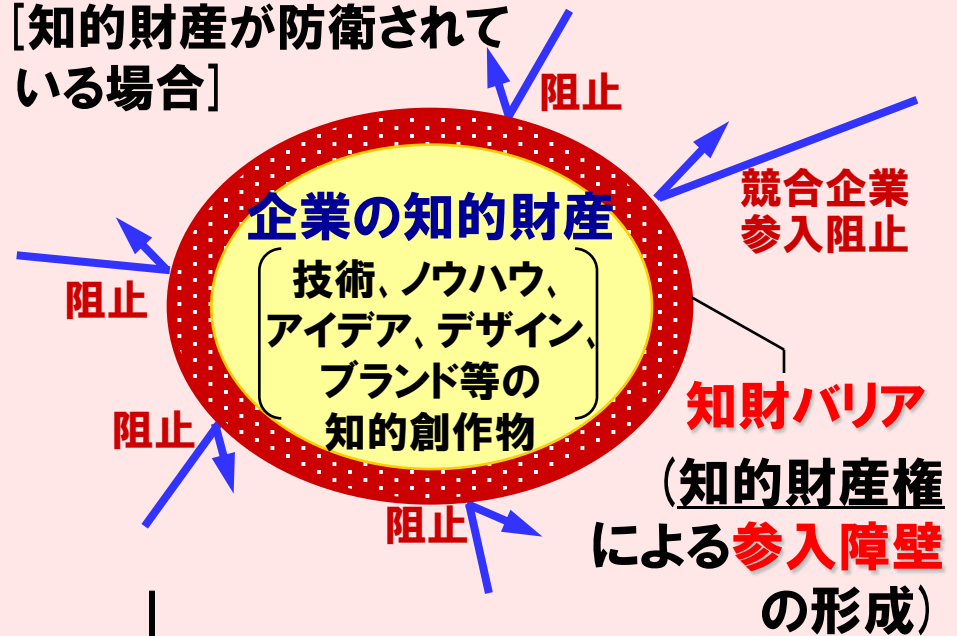 [知的財産が防衛されて
いる場合]
阻止
競合企業
参入阻止
企業の知的財産
技術、ノウハウ、
アイデア、デザイン、
ブランド等の
知的創作物
阻止
阻止
阻止
知財バリア
(知的財産権
による参入障壁
の形成)